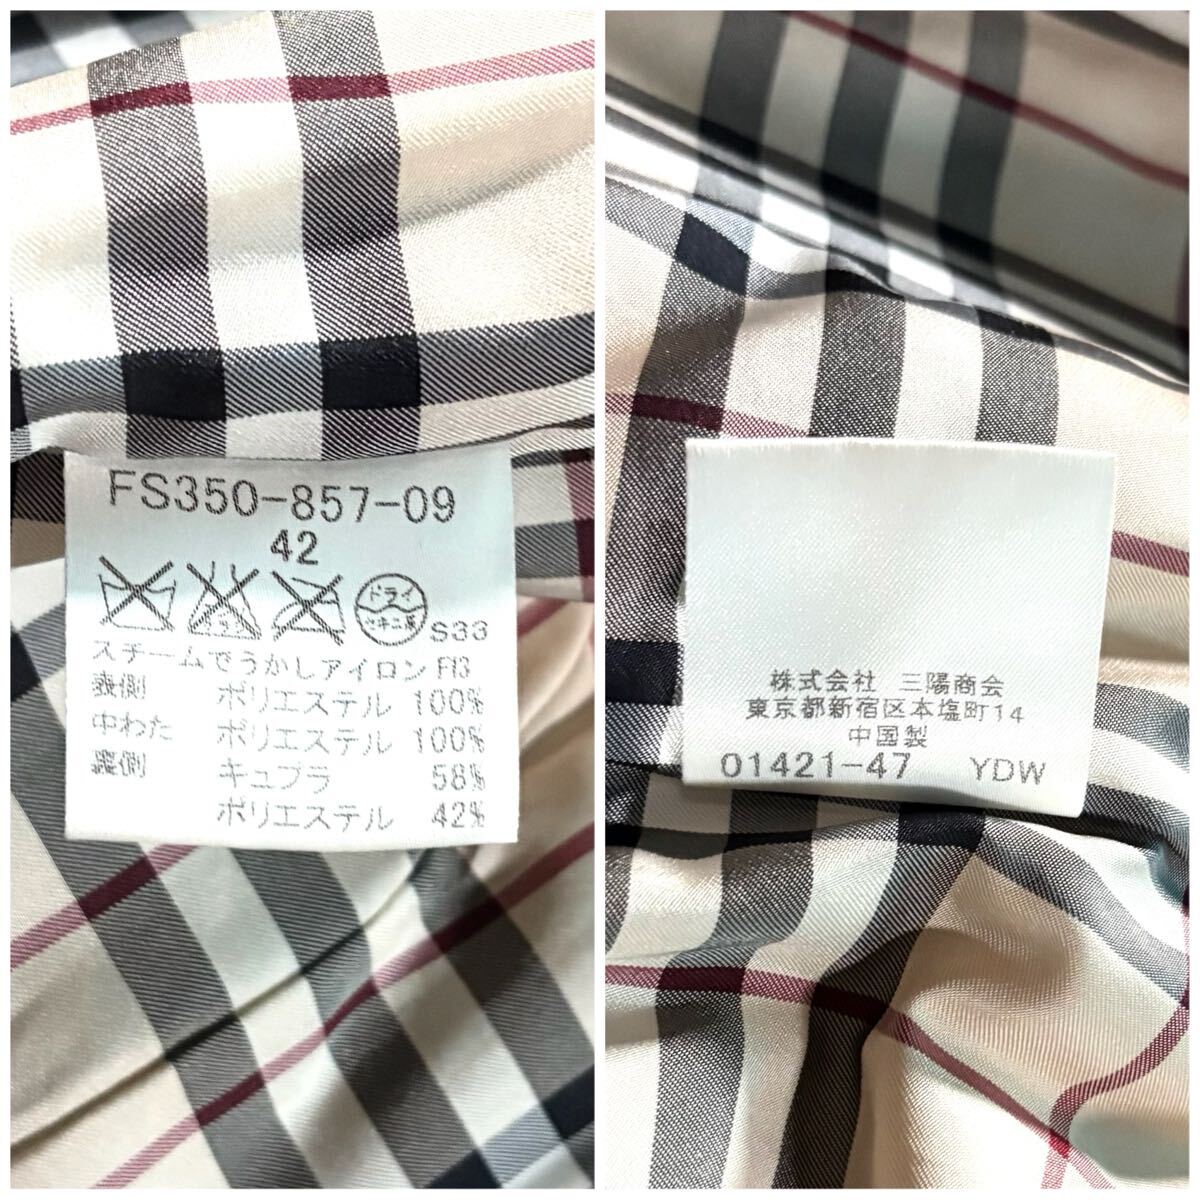 FS350-857-09
42
ドライ
セキユ系
S33
スチームでうかしアイロン F13
表側 ポリエステル 100%
中わた ポリエステル 100%
裏側 キュプラ 58%
ポリエステル 42%
株式会社 三陽商会
東京都新宿区本塩町14
中国製
01421-47 YDW